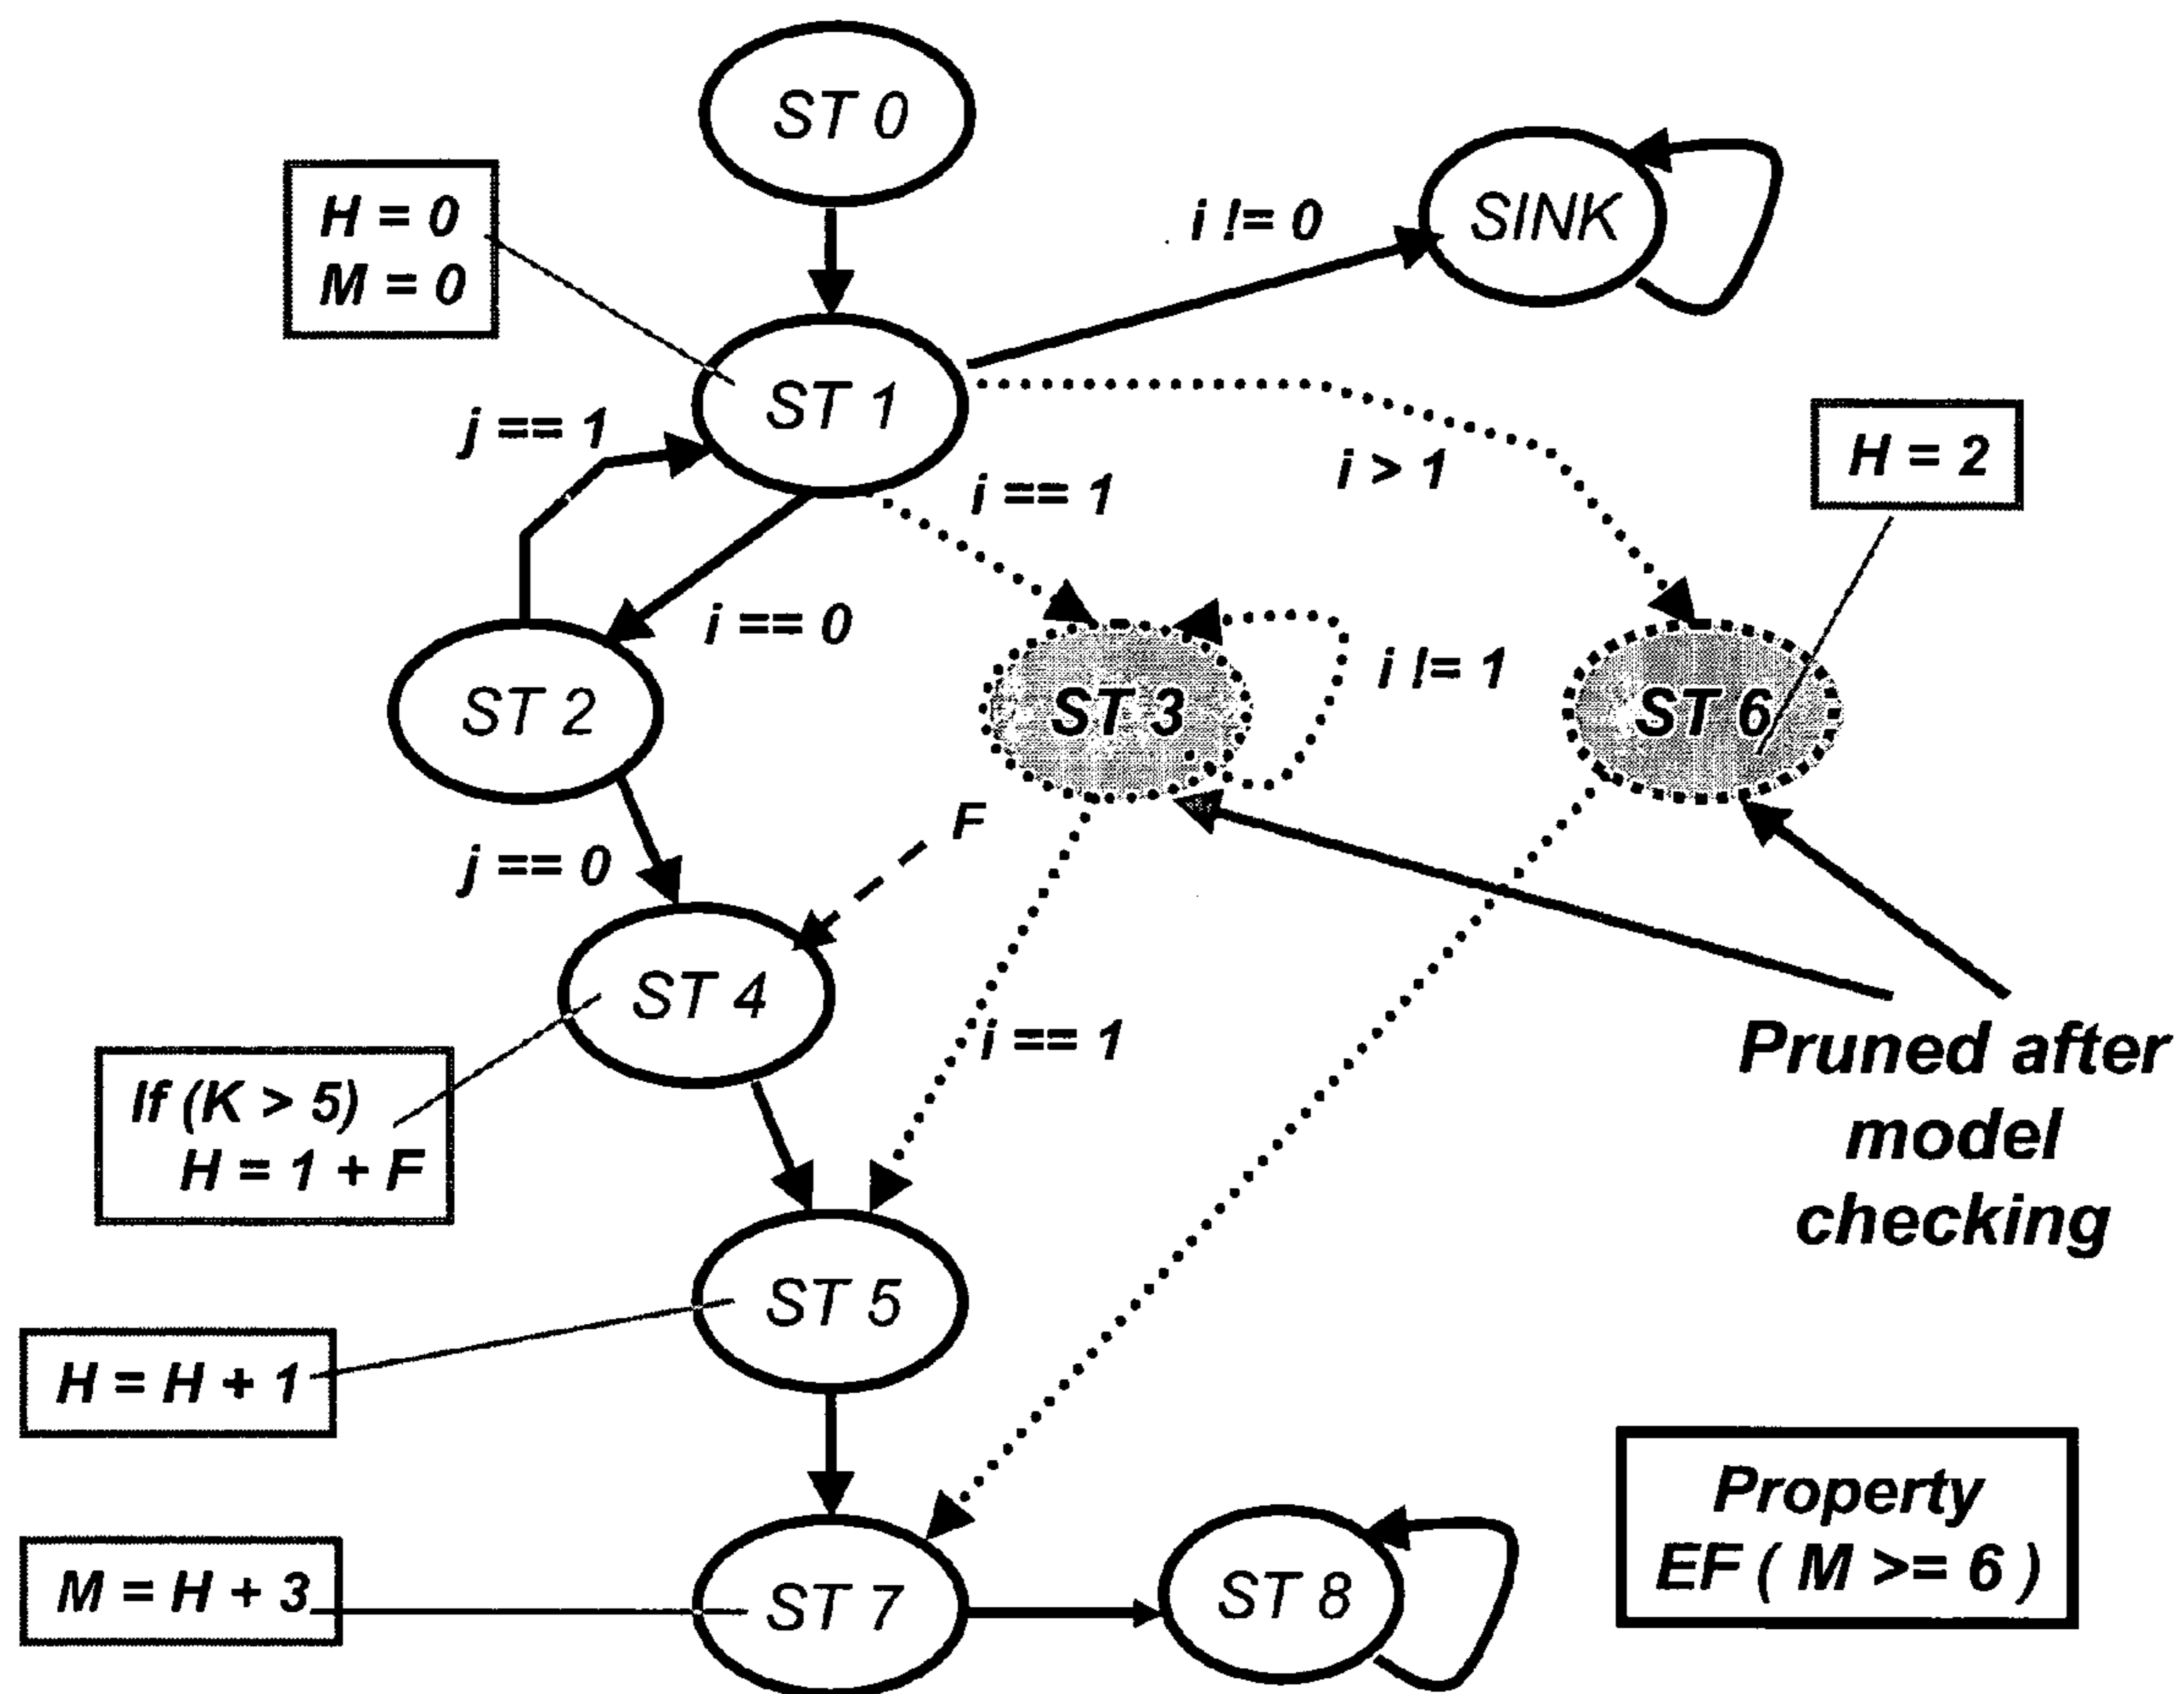 ST 0
H = 0
M = 0
i != 0
SINK
ST 1
j == 1
i == 1
i > 1
H = 2
i == 0
ST 2
ST 3
i != 1
ST 6
F
j == 0
ST 4
i == 1
If (K > 5)
H = 1 + F
Pruned after
model
checking
ST 5
H = H + 1
Property
EF ( M >= 6 )
M = H + 3
ST 7
ST 8